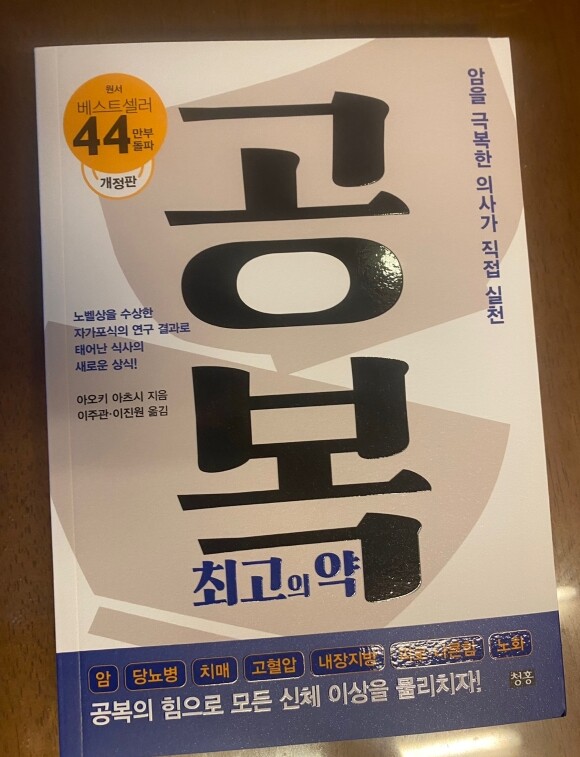 원서
베스트셀러
44만부
돌파
개정판
암을 극복한 의사가 직접 실천
공복
최고의 약
노벨상을 수상한
자가포식의 연구 결과로
태어난 식사의
새로운 상식!
아오키 아츠시 지음
이주관·이진원 옮김
암 당뇨병 치매 고혈압 내장지방 노화
공복의 힘으로 모든 신체 이상을 물리치자!
청홍